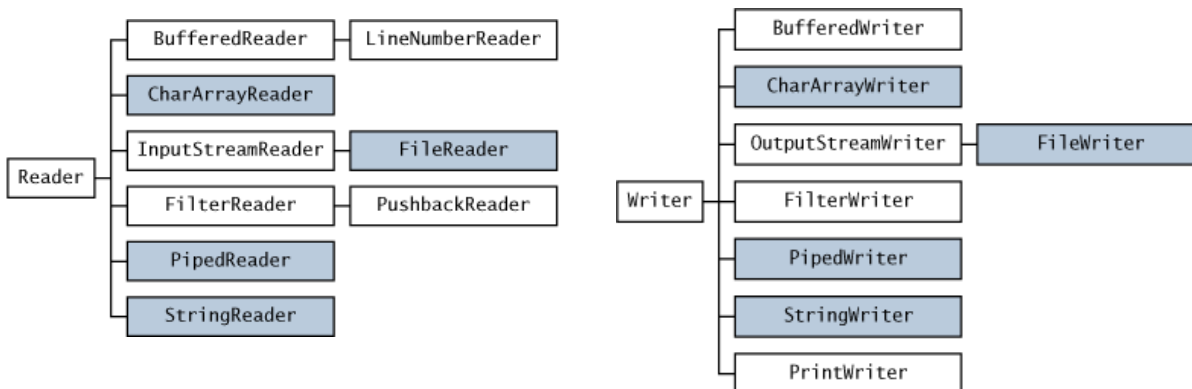 BufferedReader LineNumberReader
CharArrayReader
InputStreamReader FileReader
Reader
FilterReader PushbackReader
PipedReader
StringReader
BufferedWriter
CharArrayWriter
OutputStreamWriter FileWriter
Writer
FilterWriter
PipedWriter
StringWriter
PrintWriter